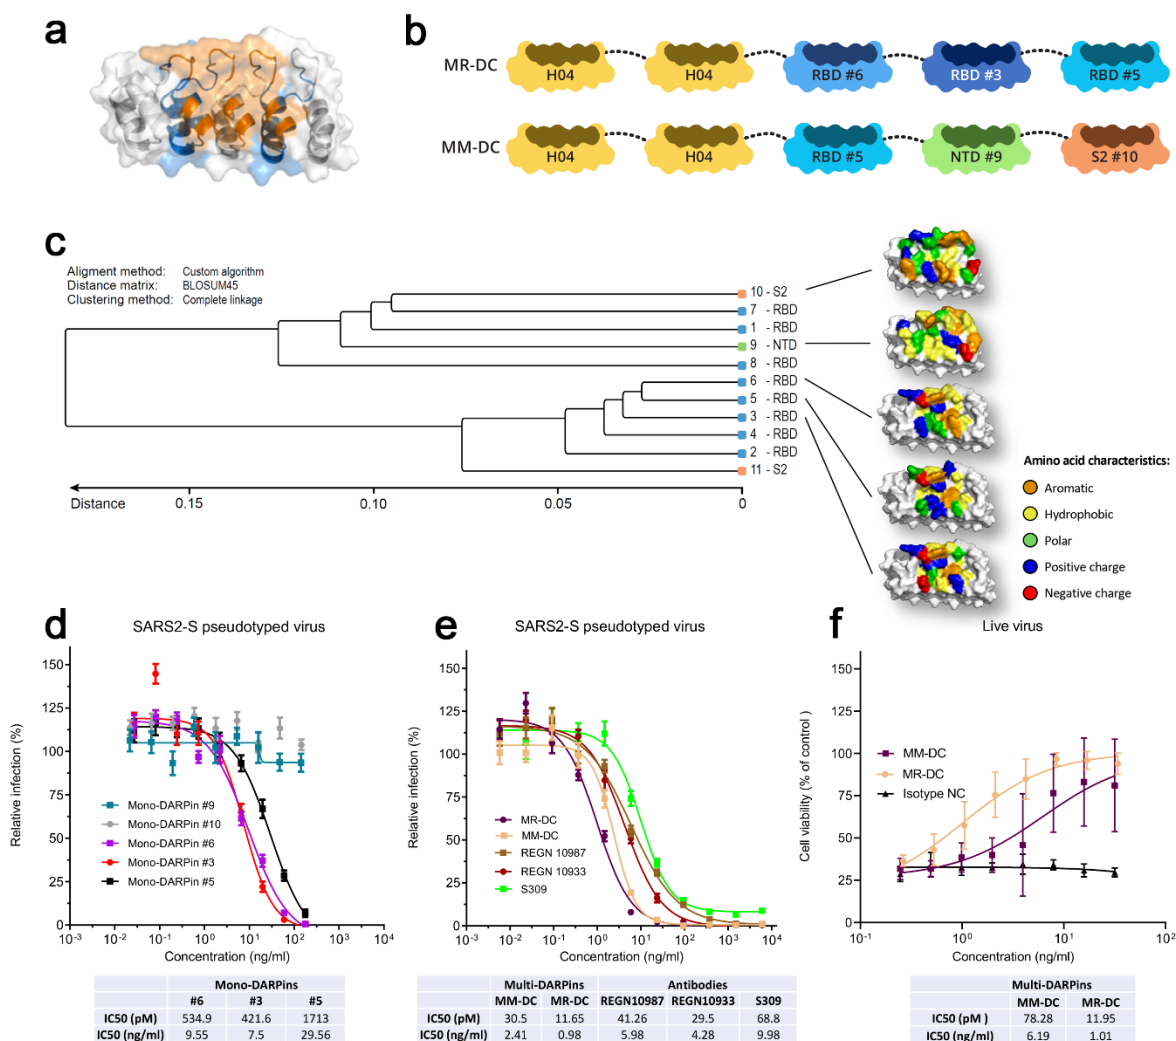 a
b
MR-DC
H04
H04
RBD #6
RBD #3
RBD #5
MM-DC
H04
H04
RBD #5
NTD #9
S2 #10
c
Aligment method: Custom algorithm
Distance matrix: BLOSUM45
Clustering method: Complete linkage
10 - S2
7 - RBD
1 - RBD
9 - NTD
8 - RBD
6 - RBD
5 - RBD
3 - RBD
4 - RBD
2 - RBD
11 - S2
Distance 0.15 0.10 0.05 0
Amino acid characteristics:
Aromatic
Hydrophobic
Polar
Positive charge
Negative charge
d
SARS2-S pseudotyped virus
Relative infection (%)
150
125
100
75
50
25
0
Mono-DARPin #9
Mono-DARPin #10
Mono-DARPin #6
Mono-DARPin #3
Mono-DARPin #5
10-3 10-2 10-1 100 101 102 103 104
Concentration (ng/ml)
Mono-DARPins
#6 #3 #5
IC50 (pM) 534.9 421.6 1713
IC50 (ng/ml) 9.55 7.5 29.56
e
SARS2-S pseudotyped virus
Relative infection (%)
150
125
100
75
50
25
0
MR-DC
MM-DC
REGN 10987
REGN 10933
S309
10-3 10-2 10-1 100 101 102 103 104
Concentration (ng/ml)
Multi-DARPins Antibodies
MM-DC MR-DC REGN10987 REGN10933 S309
IC50 (pM) 30.5 11.65 41.26 29.5 68.8
IC50 (ng/ml) 2.41 0.98 5.98 4.28 9.98
f
Live virus
Cell viability (% of control)
150
100
75
50
25
0
MM-DC
MR-DC
Isotype NC
10-1 100 101 102
Concentration (ng/ml)
Multi-DARPins
MM-DC MR-DC
IC50 (pM ) 78.28 11.95
IC50 (ng/ml) 6.19 1.01